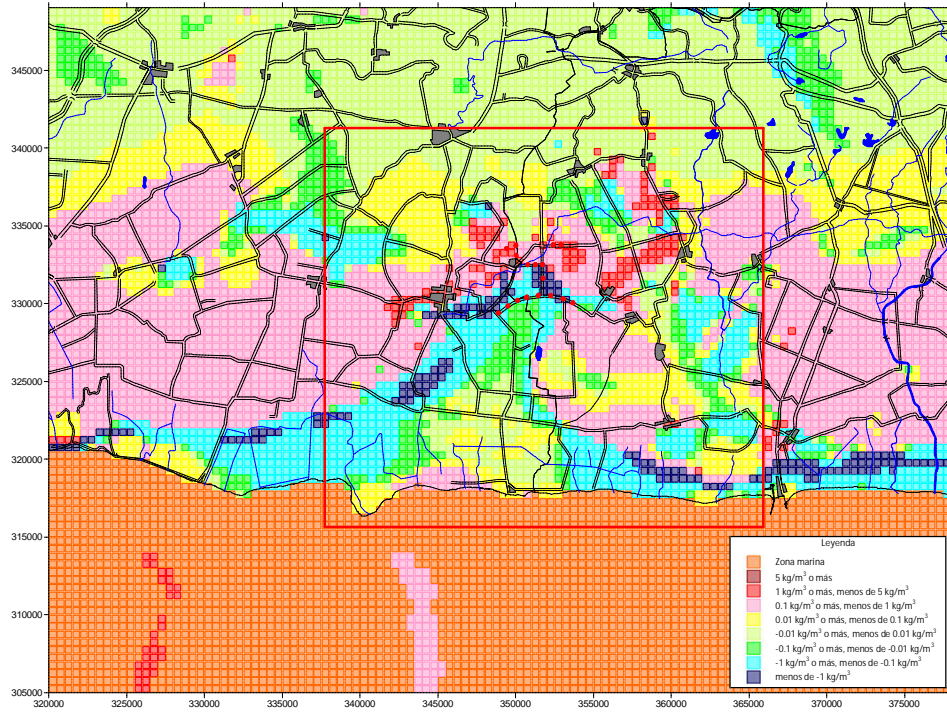 345000
340000
335000
330000
325000
320000
315000
310000
305000
320000 325000 330000 335000 340000 345000 350000 355000 360000 365000 370000 375000
Leyenda
Zona marina
5 kg/m³ o más
1 kg/m³ o más, menos de 5 kg/m³
0.1 kg/m³ o más, menos de 1 kg/m³
0.01 kg/m³ o más, menos de 0.1 kg/m³
-0.01 kg/m³ o más, menos de 0.01 kg/m³
-0.1 kg/m³ o más, menos de -0.01 kg/m³
-1 kg/m³ o más, menos de -0.1 kg/m³
menos de -1 kg/m³